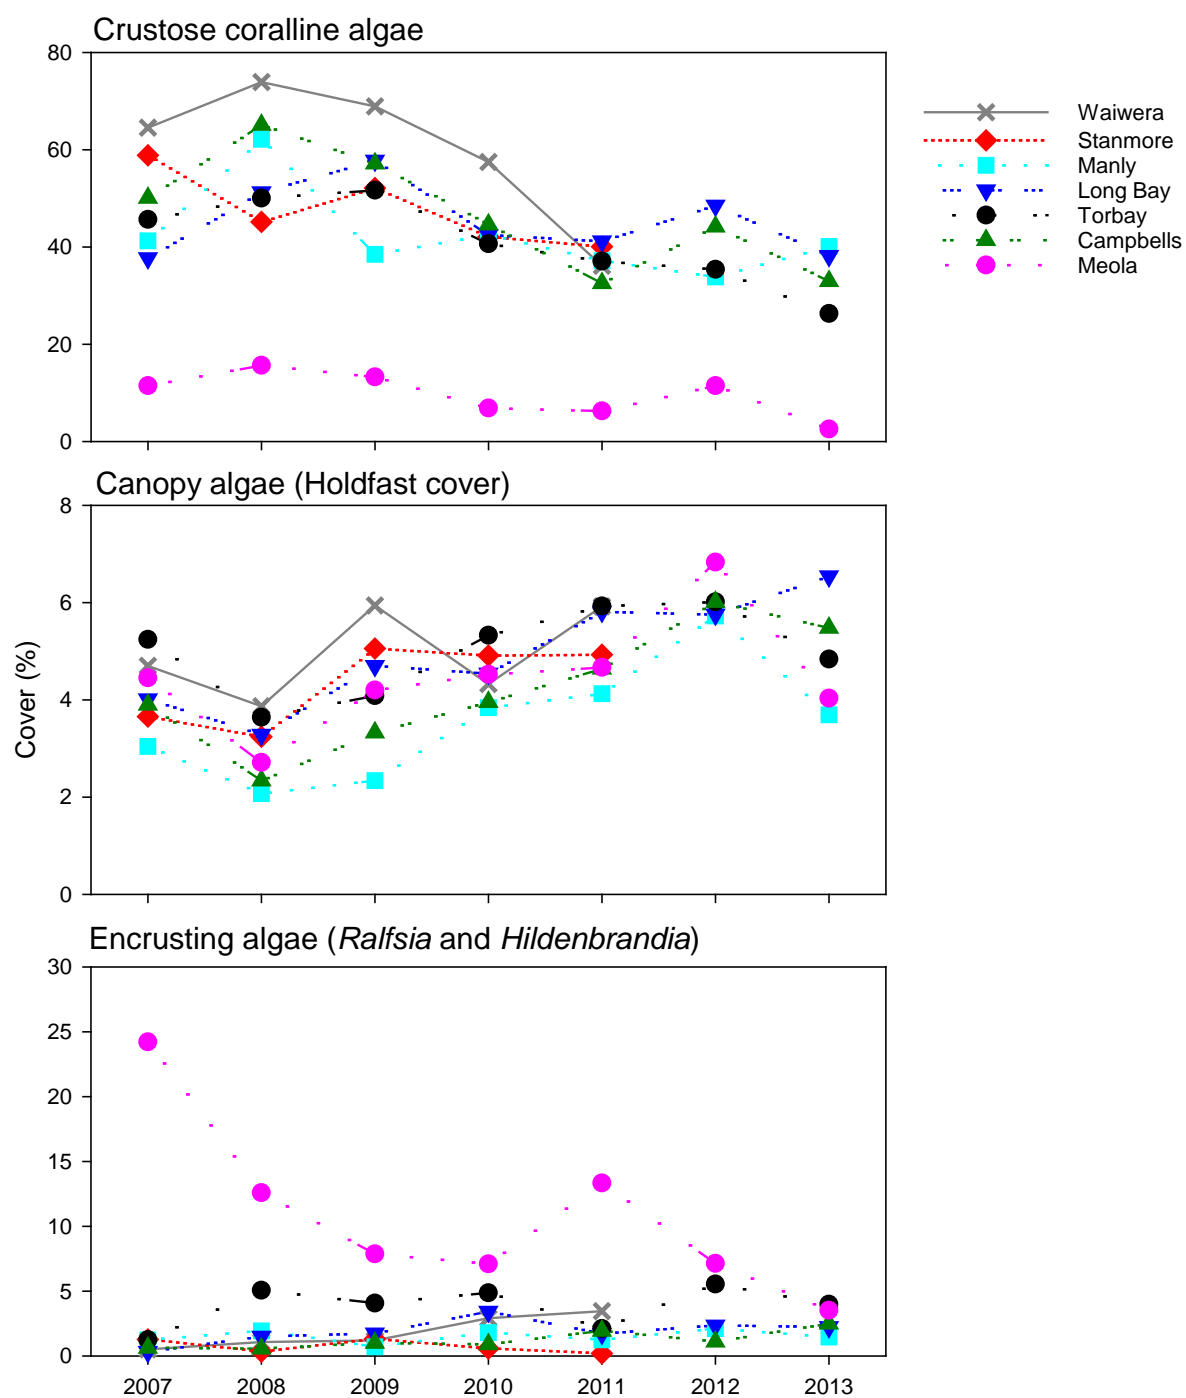 Crustose coralline algae
80
60
40
20
0
Waiwera
Stanmore
Manly
Long Bay
Torbay
Campbells
Meola
Canopy algae (Holdfast cover)
8
6
4
2
0
Cover (%)
Encrusting algae (Ralfsia and Hildenbrandia)
30
25
20
15
10
5
0
2007 2008 2009 2010 2011 2012 2013